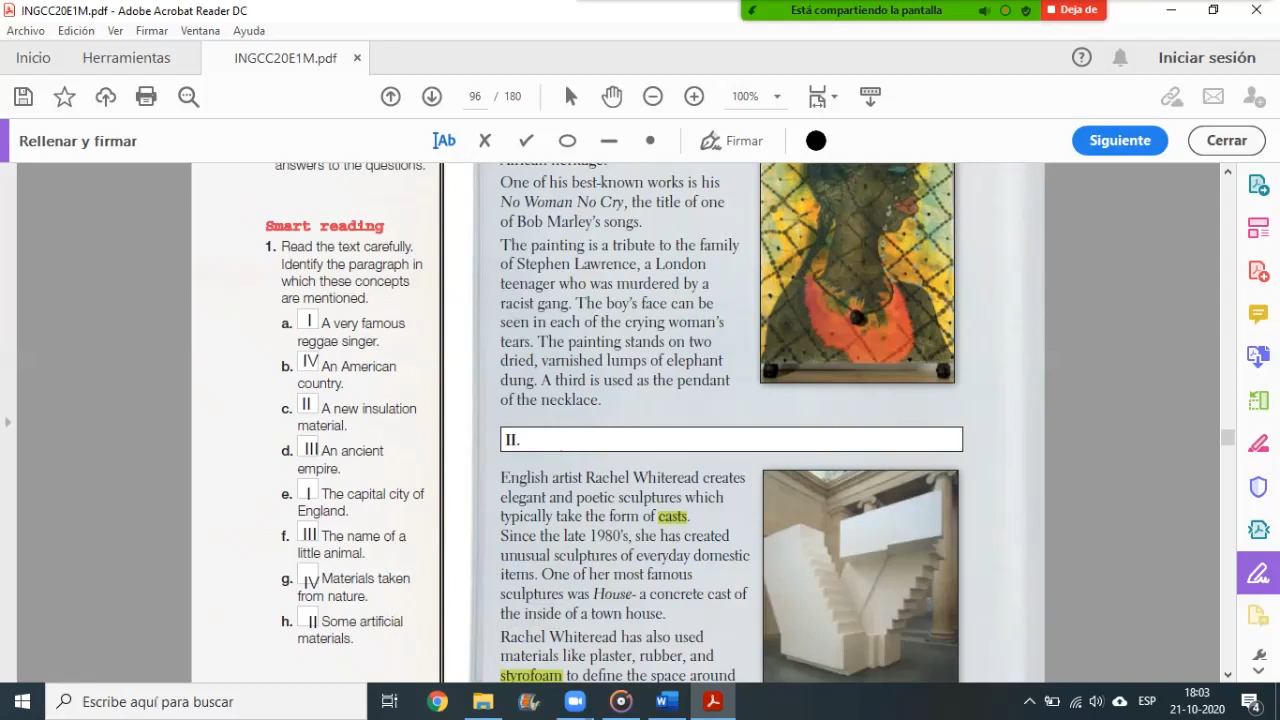 INGCC20E1M.pdf - Adobe Acrobat Reader DC
Está compartiendo la pantalla
Deja de
Archivo Edición Ver Firmar Ventana Ayuda
Inicio Herramientas INGCC20E1M.pdf × Iniciar sesión
96 / 180 100%
Rellenar y firmar Ab Firmar Siguiente Cerrar
answers to the questions.
Smart reading
1. Read the text carefully.
Identify the paragraph in
which these concepts
are mentioned.
a. I A very famous
reggae singer.
b. IV An American
country.
c. II A new insulation
material.
d. III An ancient
empire.
e. I The capital city of
England.
f. III The name of a
little animal.
g. IV Materials taken
from nature.
h. II Some artificial
materials.
African heritage.
One of his best-known works is his
No Woman No Cry, the title of one
of Bob Marley's songs.
The painting is a tribute to the family
of Stephen Lawrence, a London
teenager who was murdered by a
racist gang. The boy's face can be
seen in each of the crying woman's
tears. The painting stands on two
dried, varnished lumps of elephant
dung. A third is used as the pendant
of the necklace.
II.
English artist Rachel Whiteread creates
elegant and poetic sculptures which
typically take the form of casts.
Since the late 1980's, she has created
unusual sculptures of everyday domestic
items. One of her most famous
sculptures was House- a concrete cast of
the inside of a town house.
Rachel Whiteread has also used
materials like plaster, rubber, and
styrofoam to define the space around
Escribe aquí para buscar
ESP
18:03
21-10-2020
4